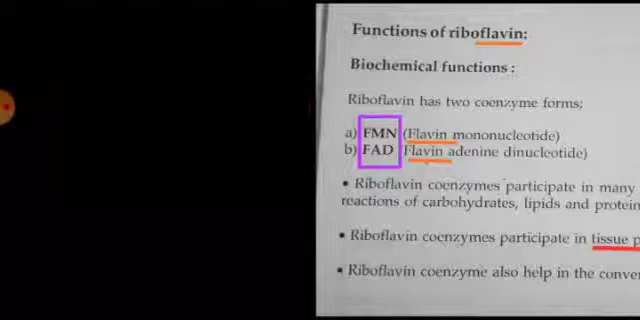 Functions of riboflavin:
Biochemical functions :
Riboflavin has two coenzyme forms;
a) FMN (Flavin mononucleotide)
b) FAD (Flavin adenine dinucleotide)
• Riboflavin coenzymes participate in many
reactions of carbohydrates, lipids and protein
• Riboflavin coenzymes participate in tissue p
• Riboflavin coenzyme also help in the conver